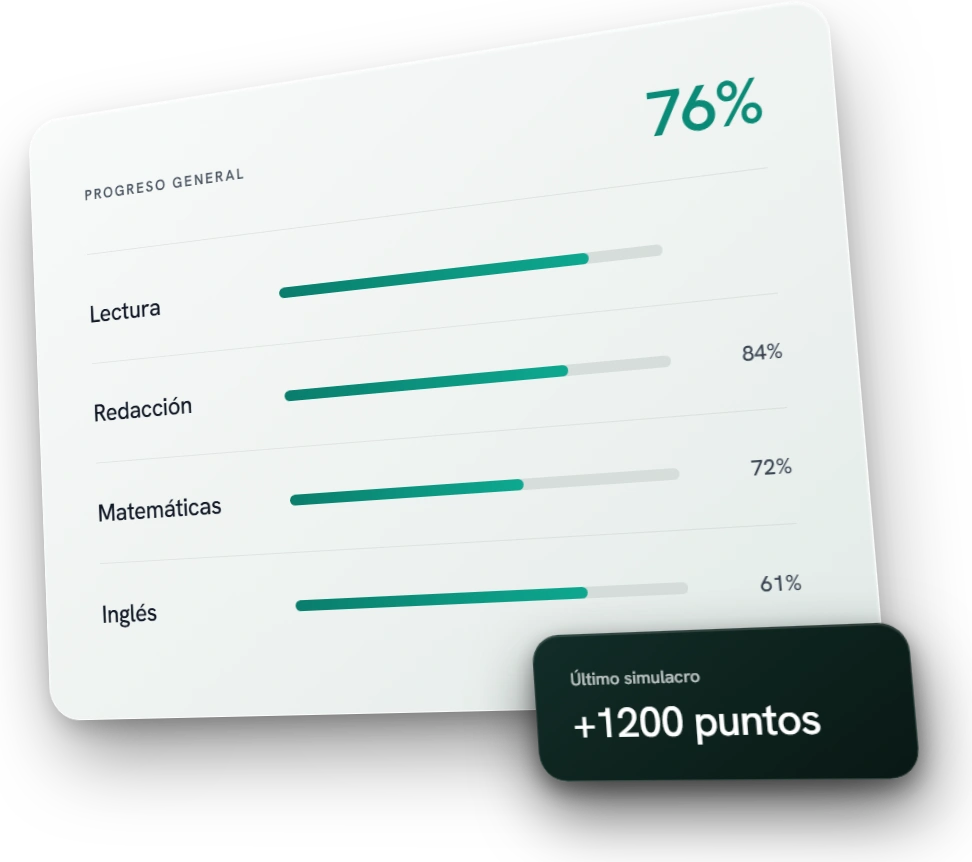 PROGRESO GENERAL
76%
Lectura
84%
Redacción
72%
Matemáticas
61%
Inglés
Último simulacro
+1200 puntos